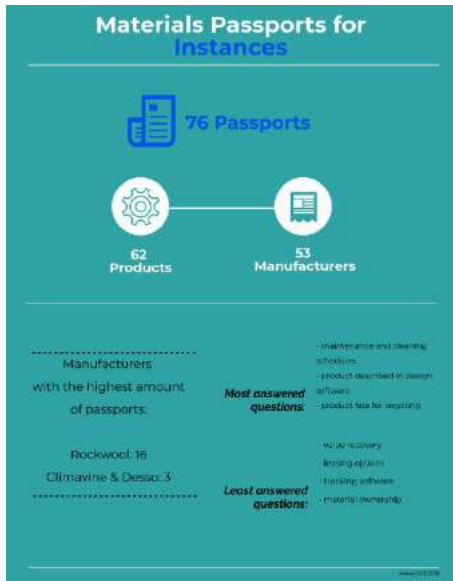 Materials Passports for
Instances
76 Passports
62
Products
53
Manufacturers
Manufacturers
with the highest amount
of passports:
Rockwool: 16
Climavine & Desso: 3
Most answered
questions:
- maintenance and cleaning
schedules
- product described in design
software
- product fate for recycling
Least answered
questions:
- value recovery
- leasing options
- tracking software
- material ownership